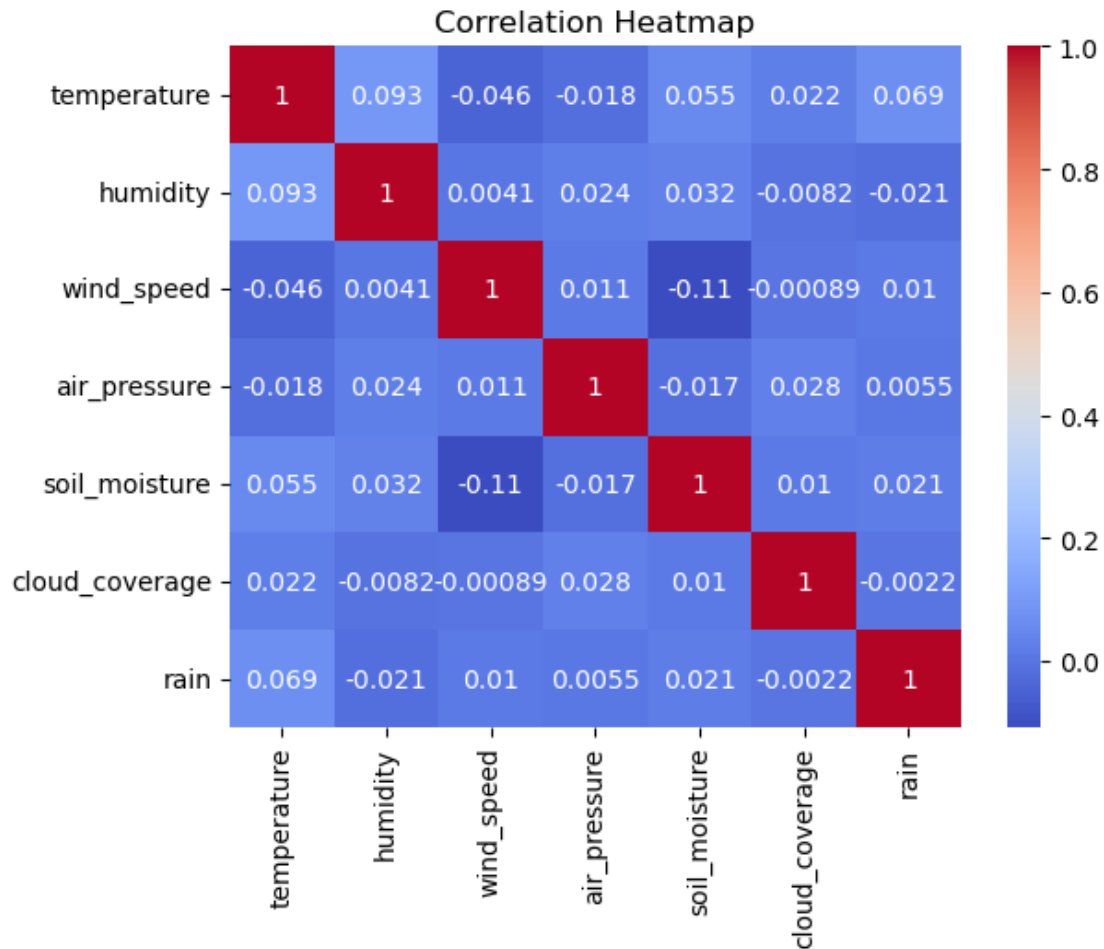 Correlation Heatmap
temperature 1 0.093 -0.046 -0.018 0.055 0.022 0.069
humidity 0.093 1 0.0041 0.024 0.032 -0.0082 -0.021
wind_speed -0.046 0.0041 1 0.011 -0.11 -0.00089 0.01
air_pressure -0.018 0.024 0.011 1 -0.017 0.028 0.0055
soil_moisture 0.055 0.032 -0.11 -0.017 1 0.01 0.021
cloud_coverage 0.022 -0.0082 -0.00089 0.028 0.01 1 -0.0022
rain 0.069 -0.021 0.01 0.0055 0.021 -0.0022 1
temperature
humidity
wind_speed
air_pressure
soil_moisture
cloud_coverage
rain
1.0
0.8
0.6
0.4
0.2
0.0